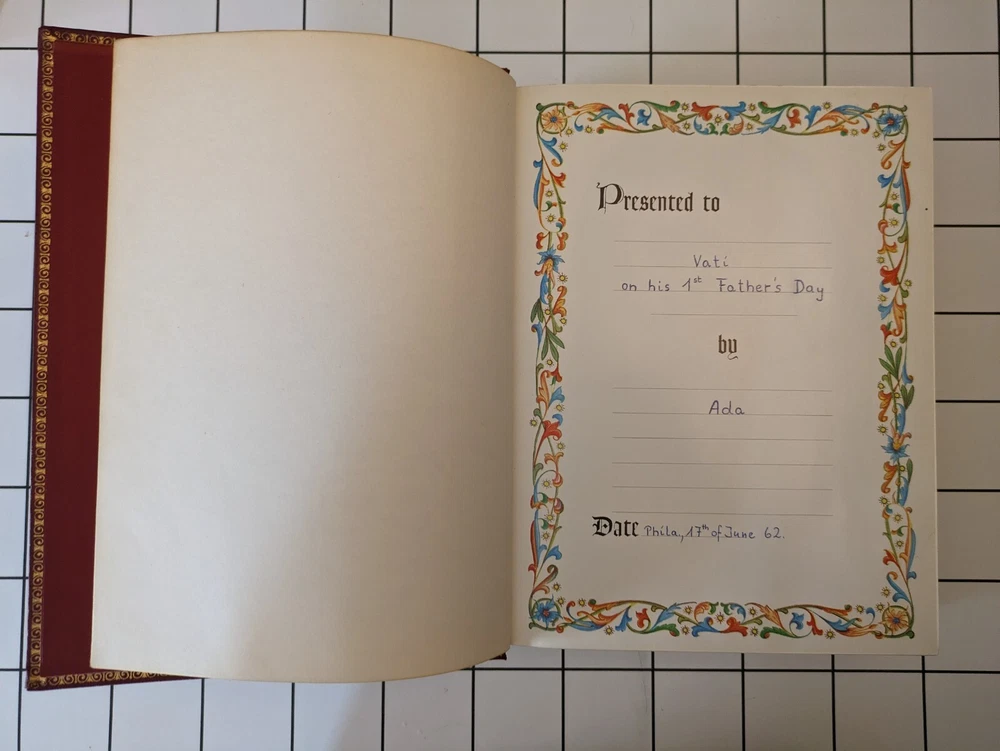 Presented to
Vati
on his 1st Father's Day
by
Ada
Date Phila., 17th of June 62.